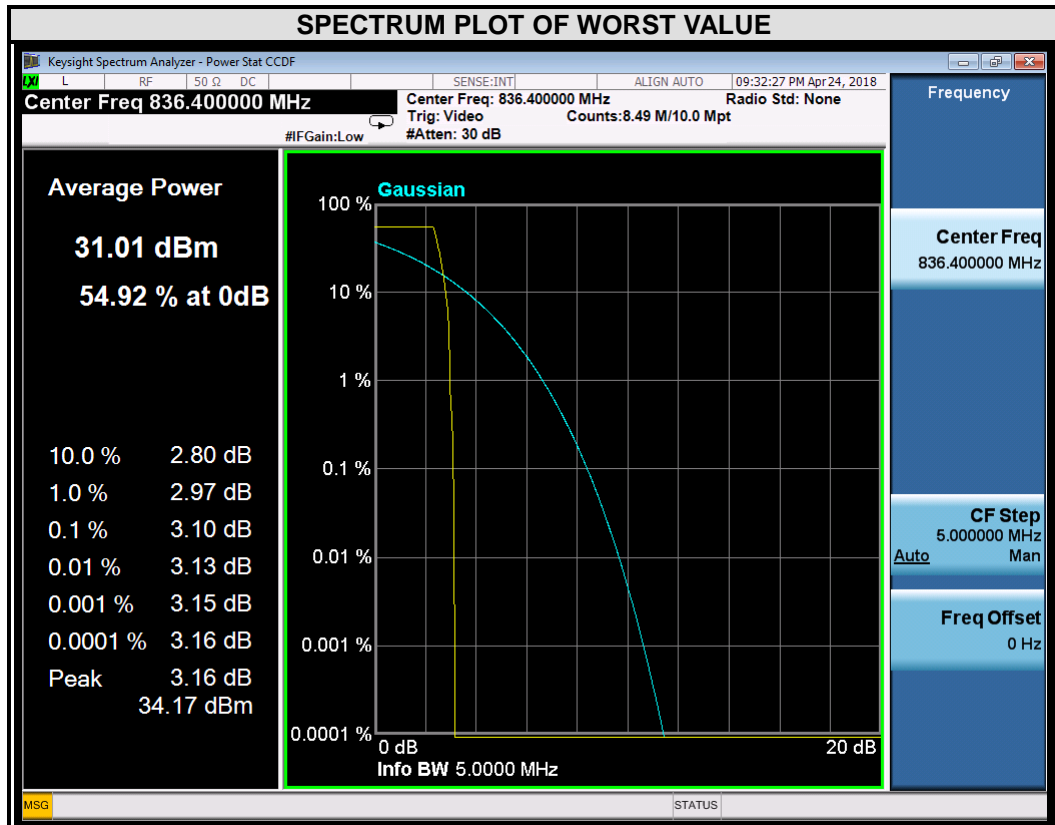 SPECTRUM PLOT OF WORST VALUE
Keysight Spectrum Analyzer - Power Stat CCDF
LXI L RF 50 Ω DC SENSE:INT ALIGN AUTO 09:32:27 PM Apr 24, 2018
Center Freq 836.400000 MHz
Center Freq: 836.400000 MHz Radio Std: None
Trig: Video Counts:8.49 M/10.0 Mpt
#IFGain:Low #Atten: 30 dB
Frequency
Average Power
31.01 dBm
54.92 % at 0dB
10.0 % 2.80 dB
1.0 % 2.97 dB
0.1 % 3.10 dB
0.01 % 3.13 dB
0.001 % 3.15 dB
0.0001 % 3.16 dB
Peak 3.16 dB
34.17 dBm
Gaussian
100 %
10 %
1 %
0.1 %
0.01 %
0.001 %
0.0001 %
0 dB 20 dB
Info BW 5.0000 MHz
Center Freq
836.400000 MHz
CF Step
5.000000 MHz
Auto Man
Freq Offset
0 Hz
MSG STATUS